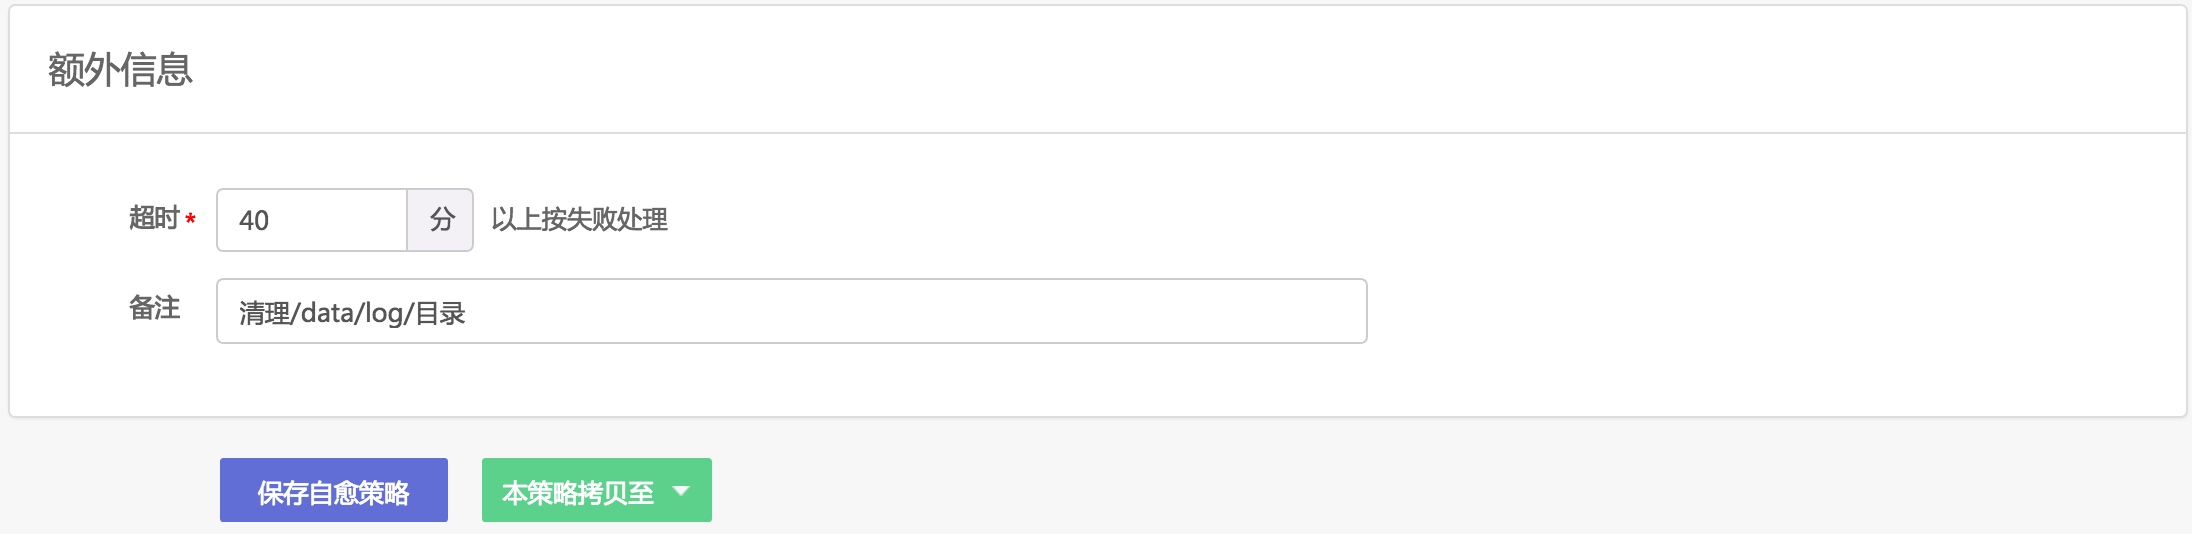 额外信息
超时* 40 分 以上按失败处理
备注 清理/data/log/目录
保存自愈策略 本策略拷贝至